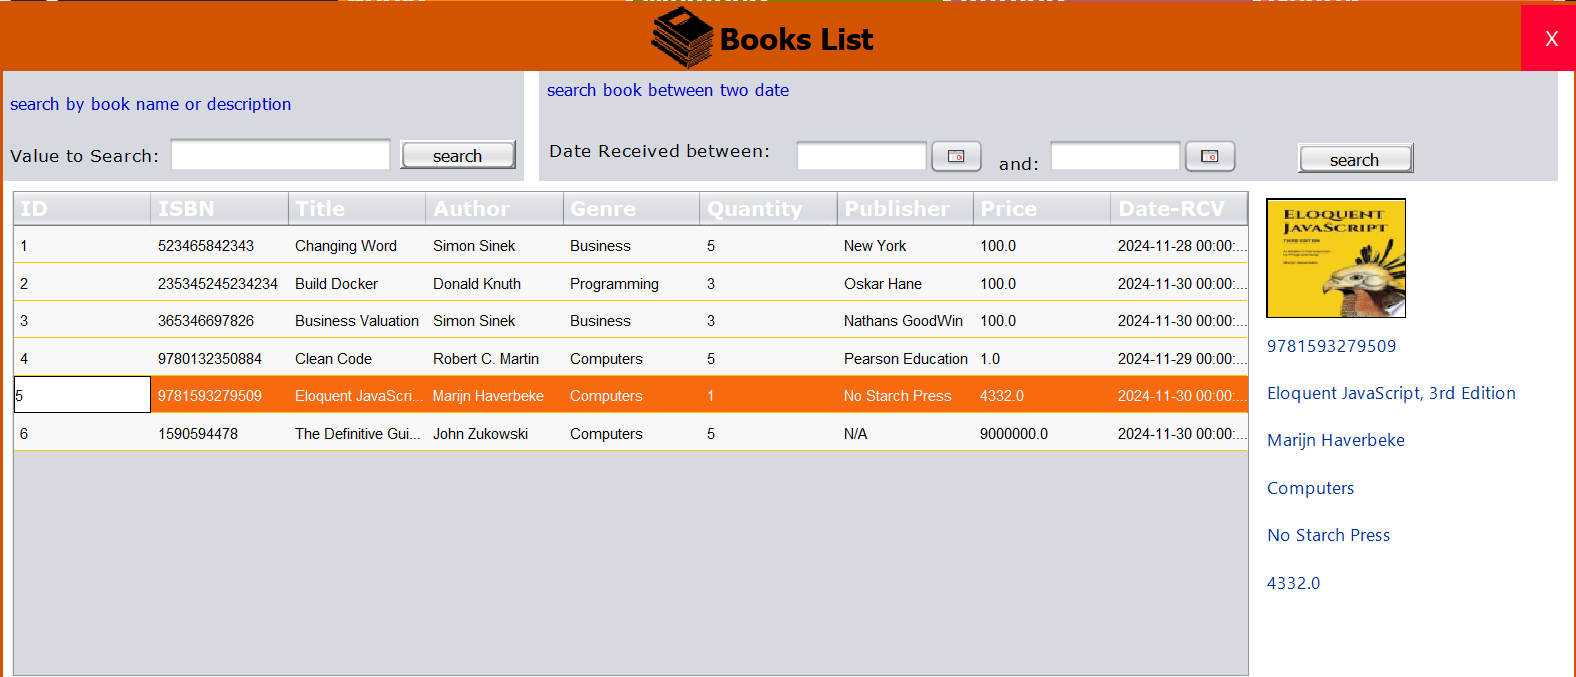 Books List
X
search by book name or description
Value to Search:
search
search book between two date
Date Received between:
and:
search
ID ISBN Title Author Genre Quantity Publisher Price Date-RCV
1 523465842343 Changing Word Simon Sinek Business 5 New York 100.0 2024-11-28 00:00:...
2 235345245234234 Build Docker Donald Knuth Programming 3 Oskar Hane 100.0 2024-11-30 00:00:...
3 365346697826 Business Valuation Simon Sinek Business 3 Nathans GoodWin 100.0 2024-11-30 00:00:...
4 9780132350884 Clean Code Robert C. Martin Computers 5 Pearson Education 1.0 2024-11-29 00:00:...
5 9781593279509 Eloquent JavaScri... Marijn Haverbeke Computers 1 No Starch Press 4332.0 2024-11-30 00:00:...
6 1590594478 The Definitive Gui... John Zukowski Computers 5 N/A 9000000.0 2024-11-30 00:00:...
ELOQUENT
JAVASCRIPT
THIRD EDITION
9781593279509
Eloquent JavaScript, 3rd Edition
Marijn Haverbeke
Computers
No Starch Press
4332.0